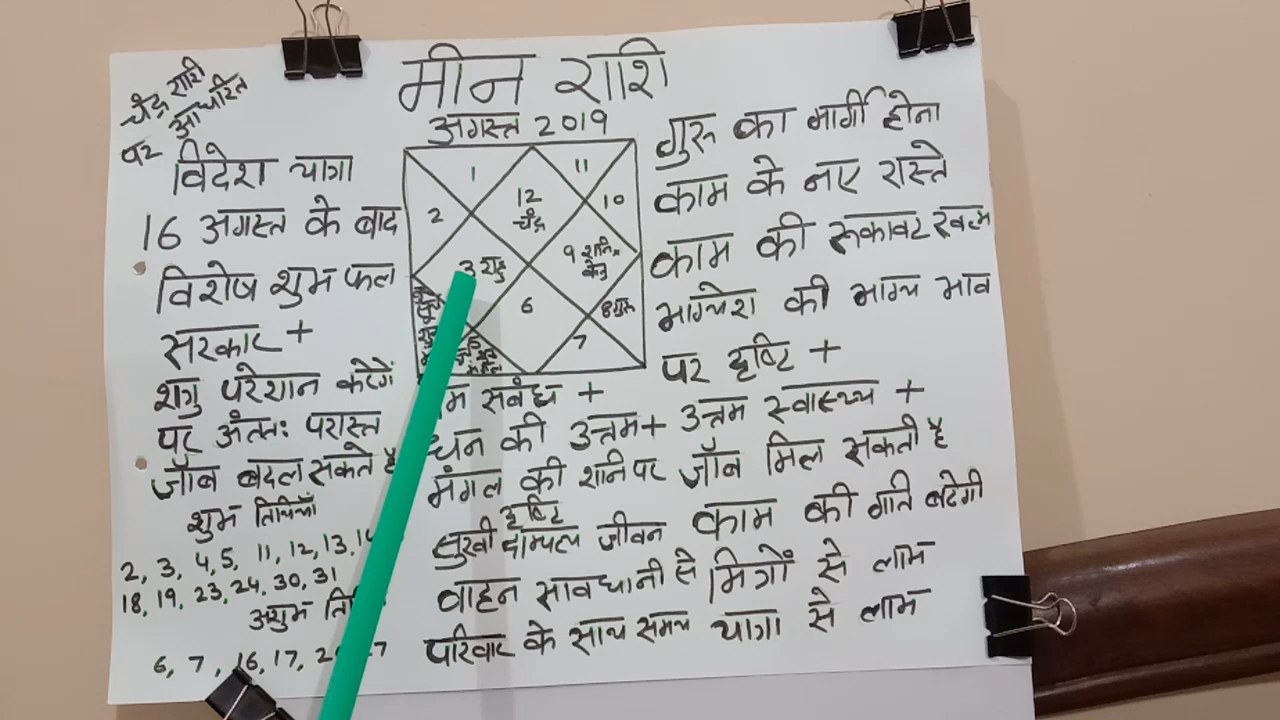 मीन राशि
अगस्त 2019
चंद्र राशि
पर आधारित
विदेश यात्रा
16 अगस्त के बाद
विशेष शुभ फल
सरकार +
शत्रु परेशान करेगें
पर अंततः परास्त
जॉब बदल सकते है
शुभ तिथियाँ
2, 3, 4, 5, 11, 12, 13, 14
18, 19, 23, 24, 30, 31
अशुभ
6, 7, 16, 17,
1
11
2
12
चंद्र
10
3 राहु
9 शनि
केतु
6
8 गुरु
7
संबंध +
धन की उत्तम+
मंगल की शनि पर
दृष्टि
सुखी दाम्पत्य जीवन
वाहन सावधानी से
परिवार के साथ समय
गुरु का मार्गी होना
काम के नए रास्ते
काम की रूकावट खत्म
भाग्येश की भाग्य भाव
पर दृष्टि +
उत्तम स्वास्थ्य +
जॉब मिल सकती है
काम की गति बढेगी
मित्रों से लाभ
यात्रा से लाभ